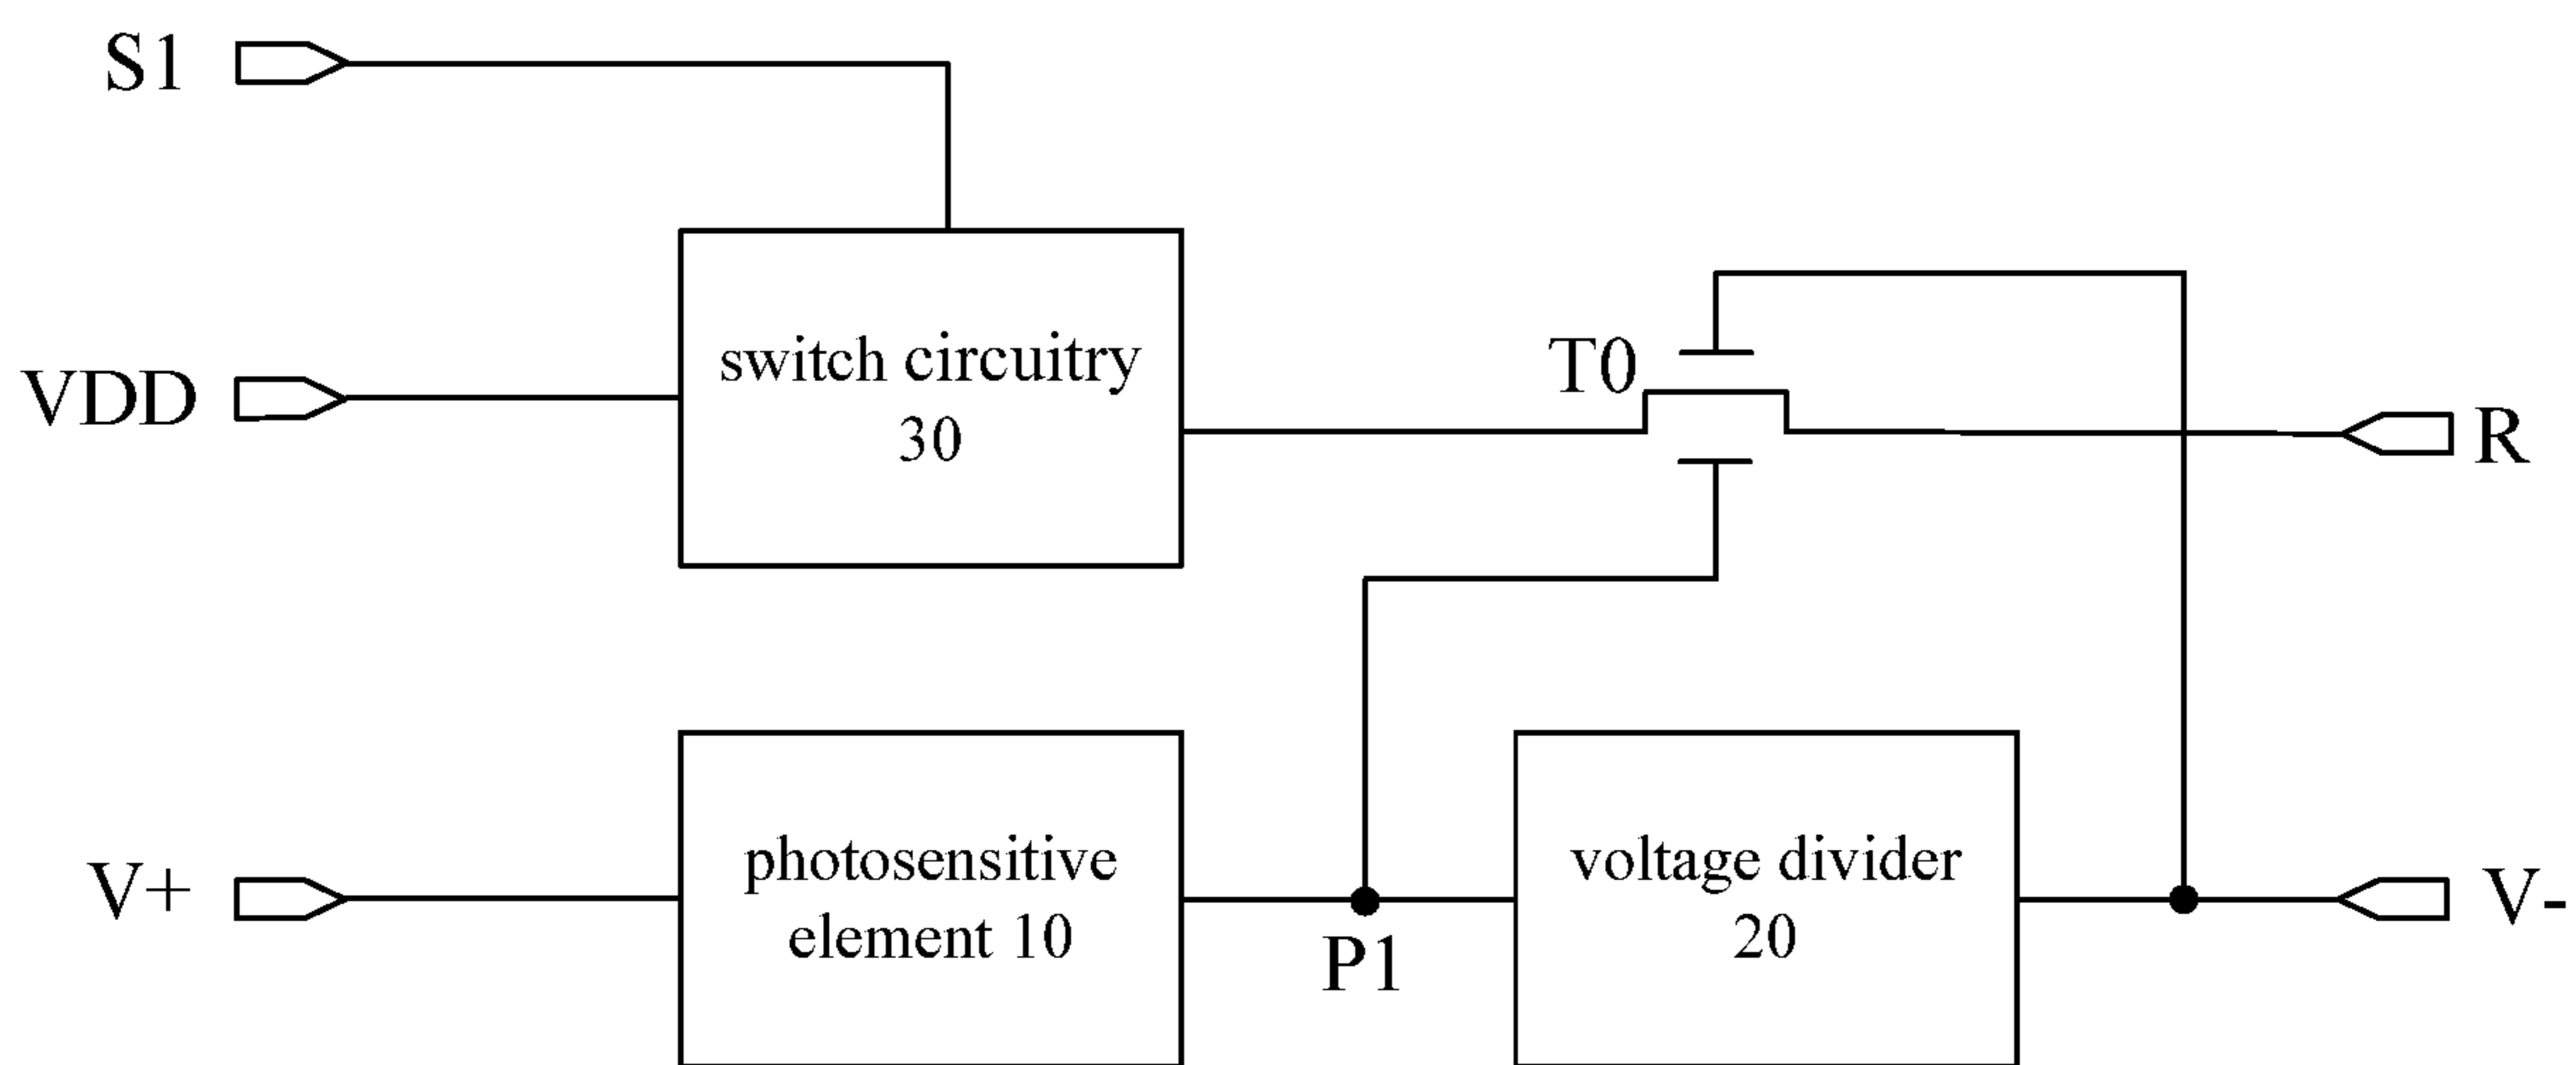 S1
VDD
switch circuitry
30
T0
R
V+
photosensitive
element 10
P1
voltage divider
20
V-